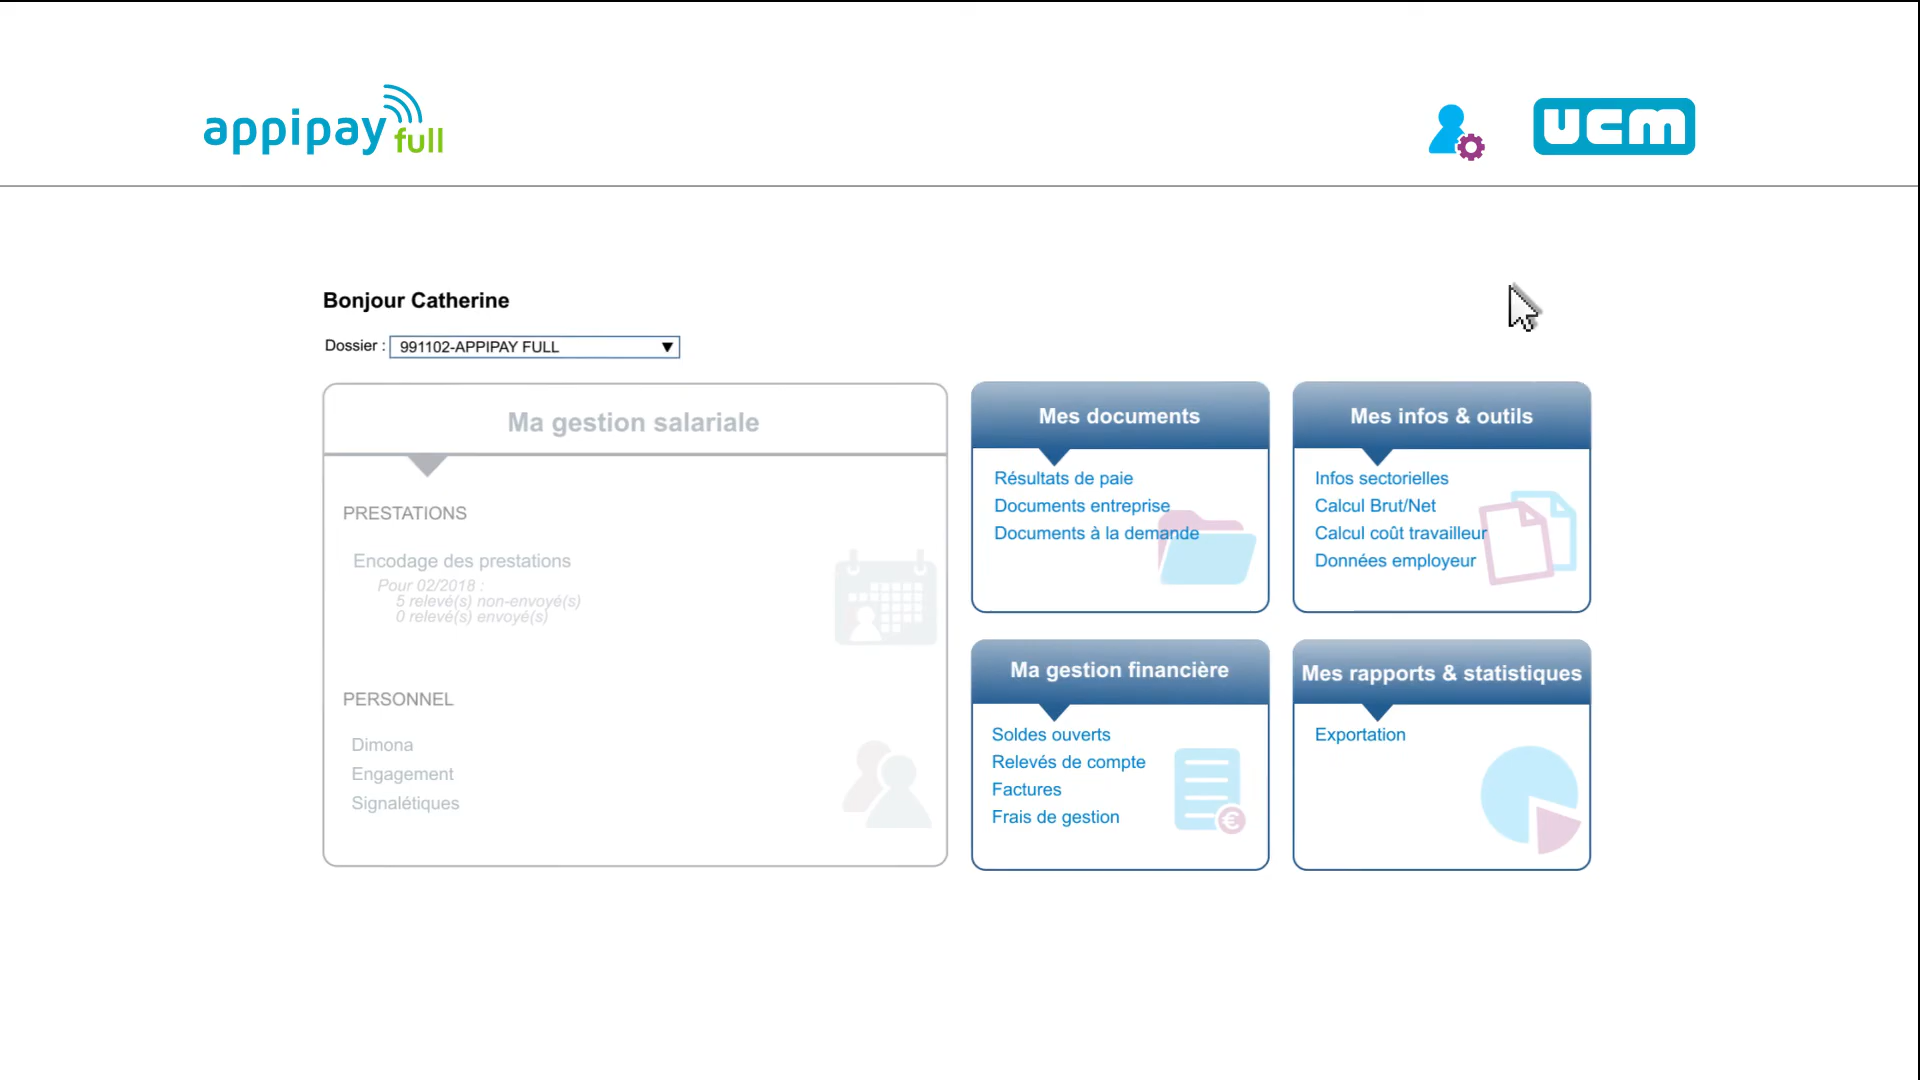 appipay full
ucm
Bonjour Catherine
Dossier : 991102-APPIPAY FULL
Ma gestion salariale
PRESTATIONS
Encodage des prestations
Pour 02/2018 :
5 relevé(s) non-envoyé(s)
0 relevé(s) envoyé(s)
PERSONNEL
Dimona
Engagement
Signalétiques
Mes documents
Résultats de paie
Documents entreprise
Documents à la demande
Mes infos & outils
Infos sectorielles
Calcul Brut/Net
Calcul coût travailleur
Données employeur
Ma gestion financière
Soldes ouverts
Relevés de compte
Factures
Frais de gestion
€
Mes rapports & statistiques
Exportation